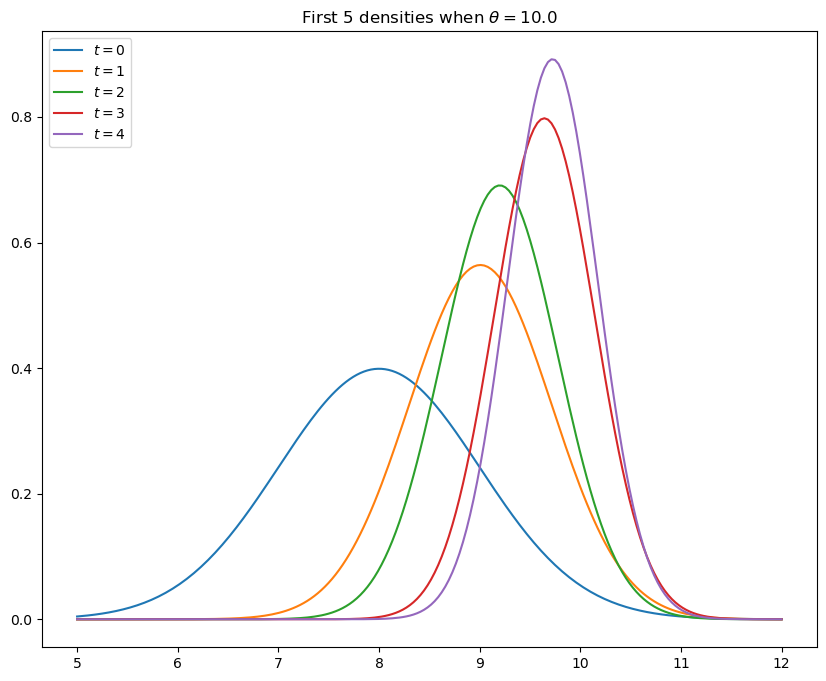 First 5 densities when θ = 10.0
t = 0
t = 1
t = 2
t = 3
t = 4
0.8
0.6
0.4
0.2
0.0
5 6 7 8 9 10 11 12